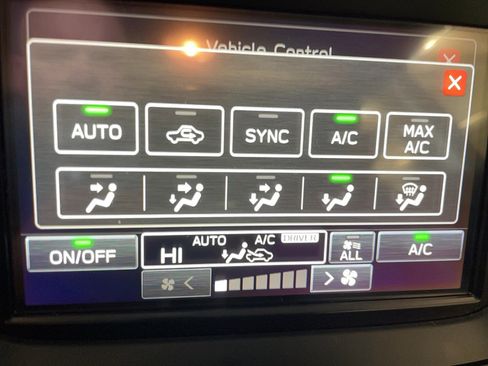 Vehicle Control
AUTO
SYNC
A/C
MAX
A/C
ON/OFF
AUTO A/C DRIVER
HI
ALL
A/C